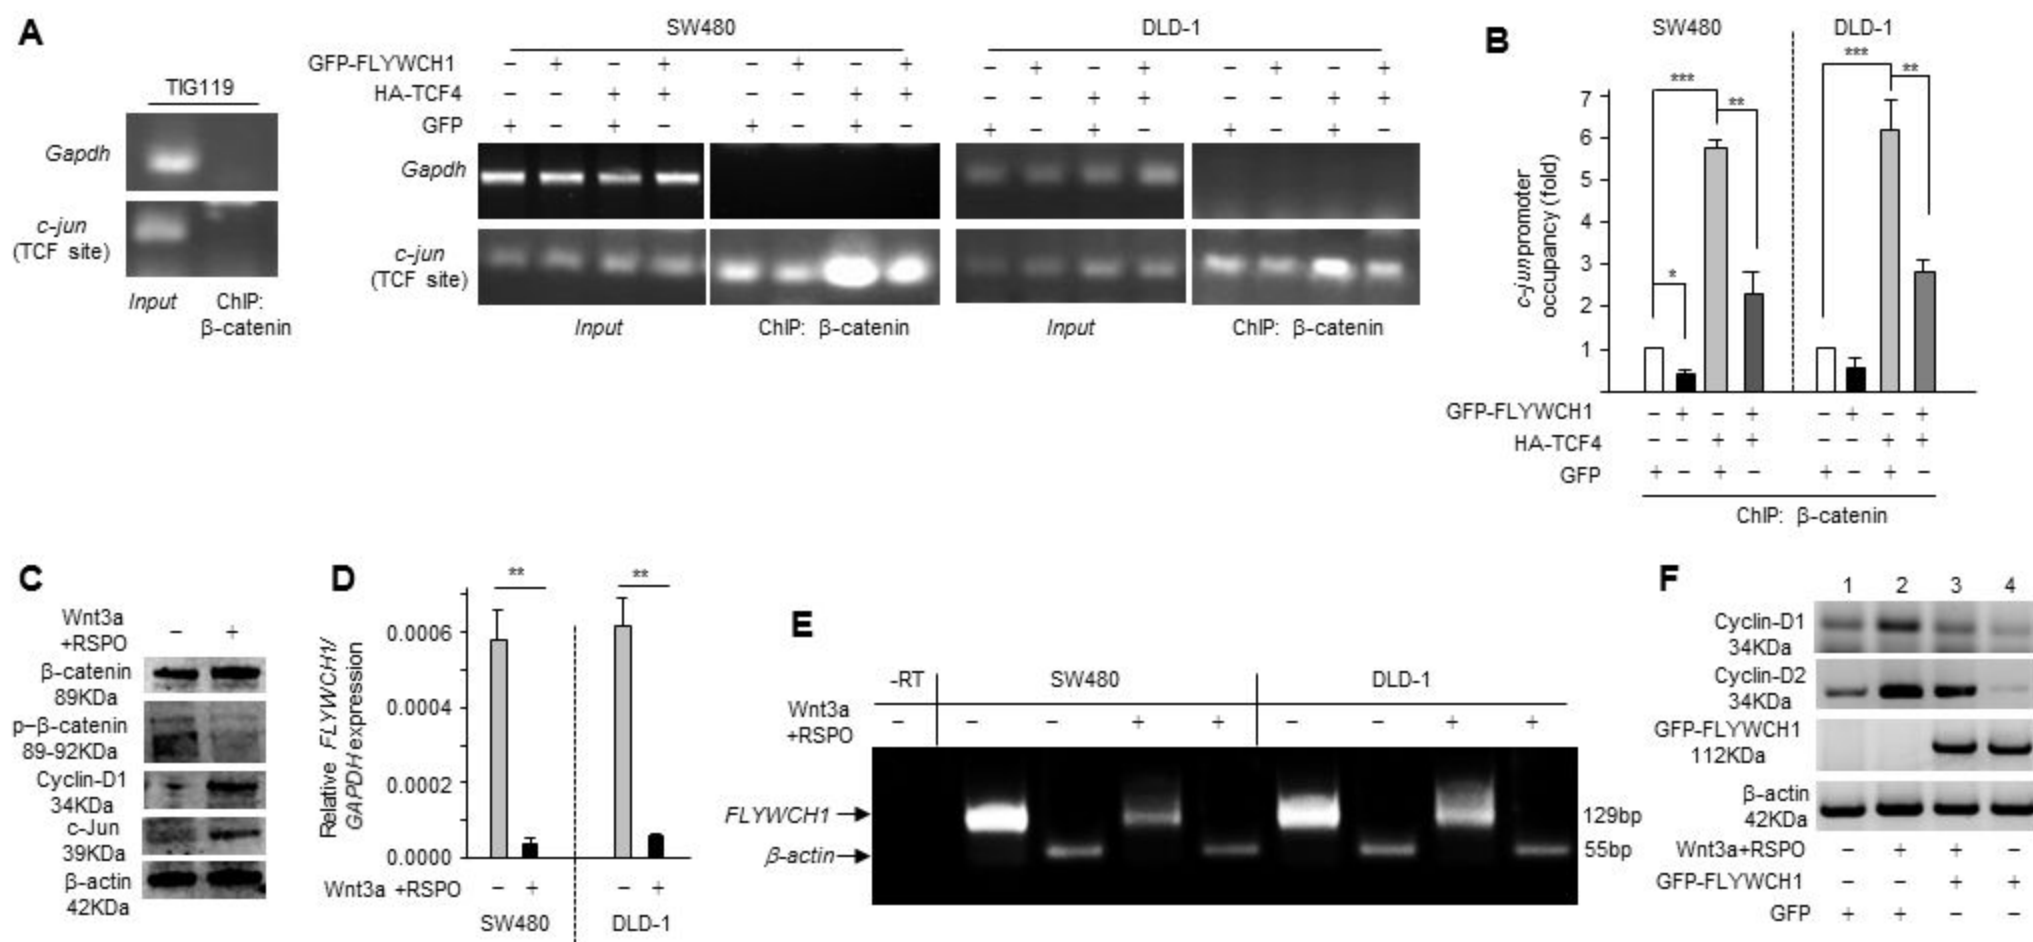 A
TIG119
Gapdh
c-jun
(TCF site)
Input
ChIP:
β-catenin
SW480
DLD-1
GFP-FLYWCH1
− + − + − + − + − + − + − + − +
HA-TCF4
− − + + − − + + − − + + − − + +
GFP
+ − + − + − + − + − + − + − + −
Gapdh
c-jun
(TCF site)
Input
ChIP: β-catenin
Input
ChIP: β-catenin
B
SW480
DLD-1
***
**
*
***
**
c-jun promoter
occupancy (fold)
7
6
5
4
3
2
1
GFP-FLYWCH1
− + − + − + − +
HA-TCF4
− − + + − − + +
GFP
+ − + − + − + −
ChIP: β-catenin
C
Wnt3a
+RSPO
− +
β-catenin
89KDa
p−β-catenin
89-92KDa
Cyclin-D1
34KDa
c-Jun
39KDa
β-actin
42KDa
D
**
**
Relative FLYWCH1/
GAPDH expression
0.0006
0.0004
0.0002
0.0000
Wnt3a +RSPO
− + − +
SW480
DLD-1
E
-RT
SW480
DLD-1
Wnt3a
+RSPO
− − − + + − − + +
FLYWCH1
β-actin
129bp
55bp
F
1 2 3 4
Cyclin-D1
34KDa
Cyclin-D2
34KDa
GFP-FLYWCH1
112KDa
β-actin
42KDa
Wnt3a+RSPO
− + + −
GFP-FLYWCH1
− − + +
GFP
+ + − −